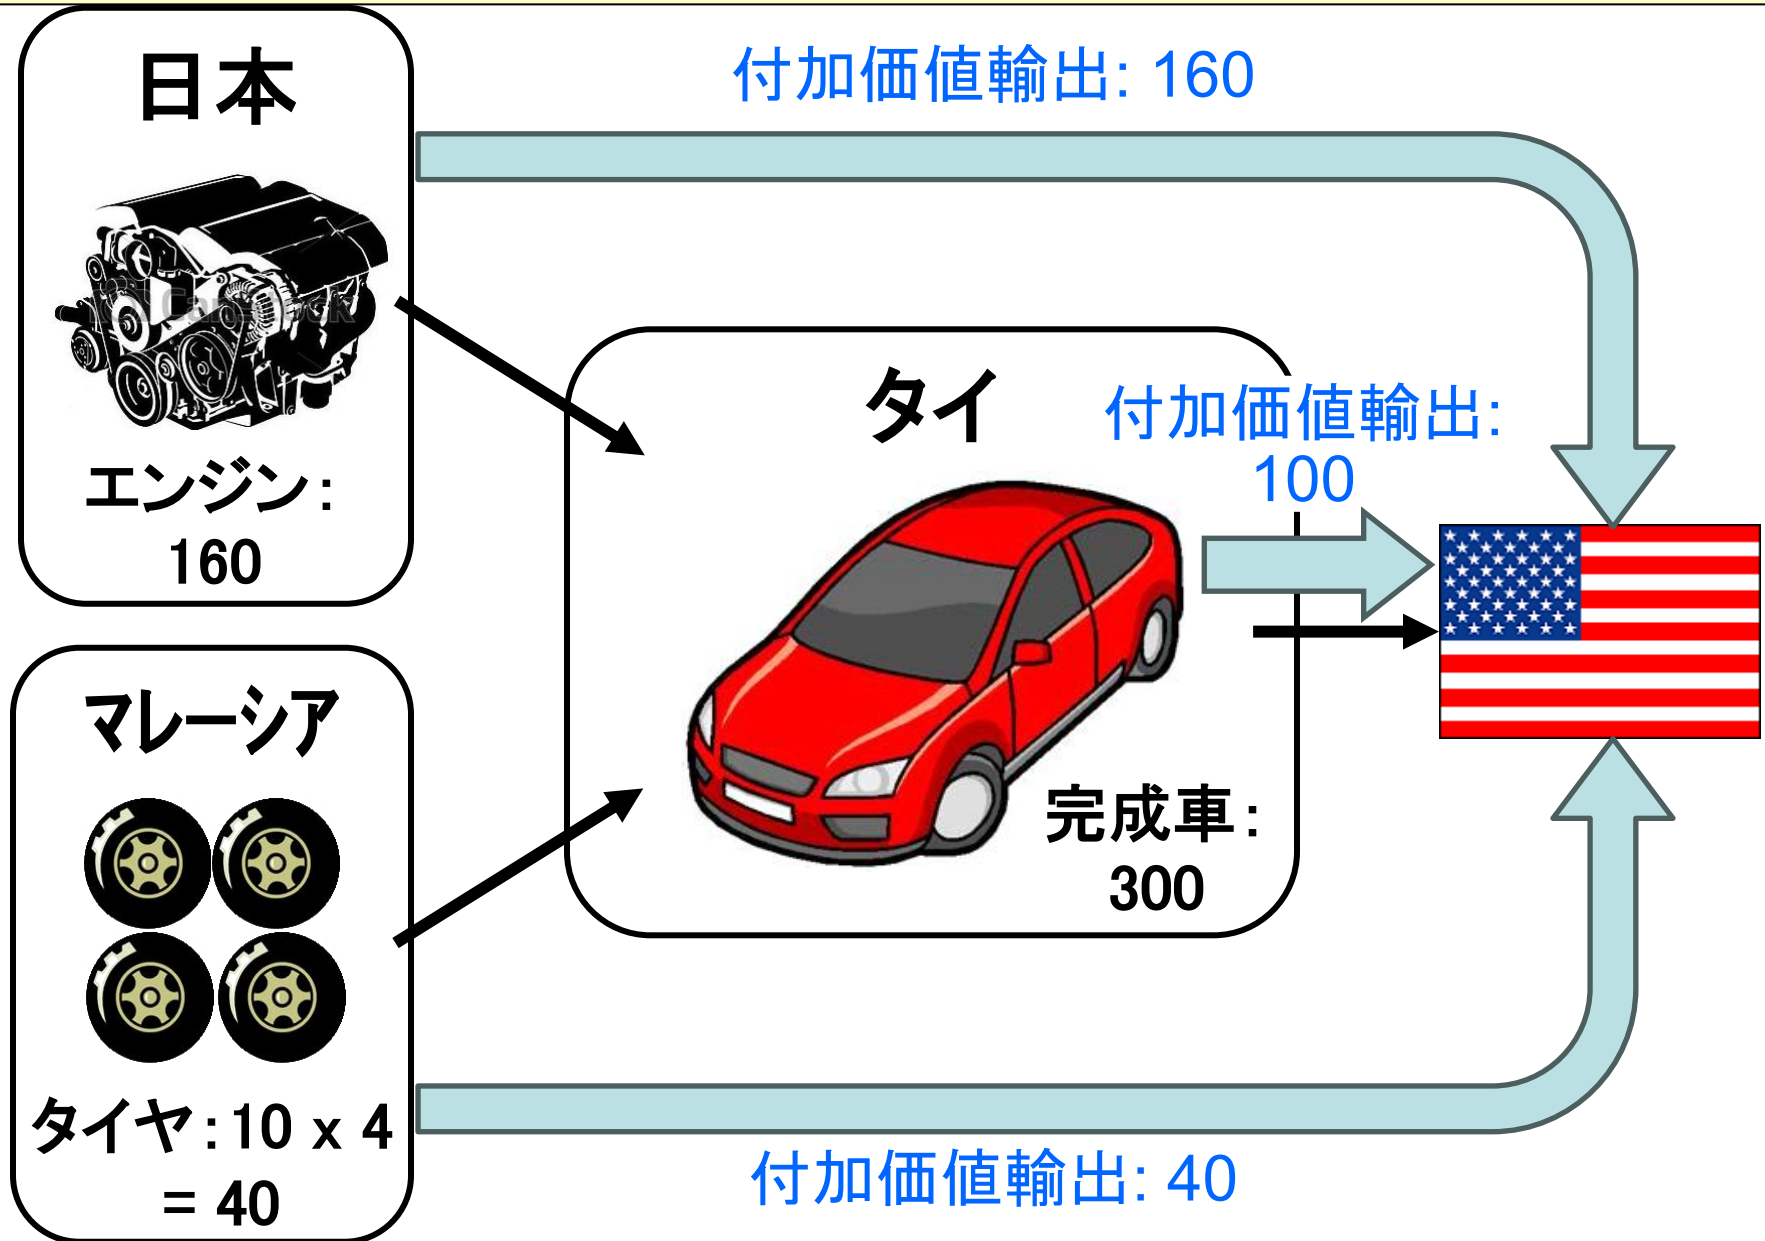 日本
付加価値輸出: 160
エンジン:
160
タイ
付加価値輸出:
100
完成車:
300
マレーシア
タイヤ:10 x 4
= 40
付加価値輸出: 40